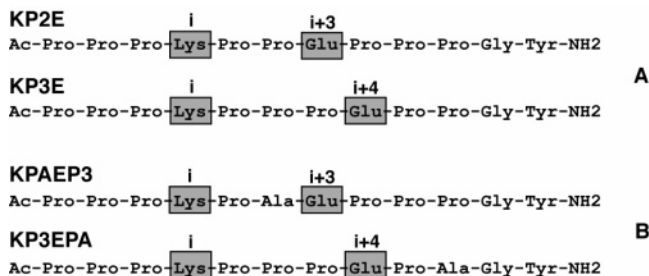 KP2E
i i+3
Ac-Pro-Pro-Pro-Lys-Pro-Pro-Glu-Pro-Pro-Pro-Gly-Tyr-NH2
A
KP3E
i i+4
Ac-Pro-Pro-Pro-Lys-Pro-Pro-Pro-Glu-Pro-Pro-Gly-Tyr-NH2
KPAEP3
i i+3
Ac-Pro-Pro-Pro-Lys-Pro-Ala-Glu-Pro-Pro-Pro-Gly-Tyr-NH2
B
KP3EPA
i i+4
Ac-Pro-Pro-Pro-Lys-Pro-Pro-Pro-Glu-Pro-Ala-Gly-Tyr-NH2